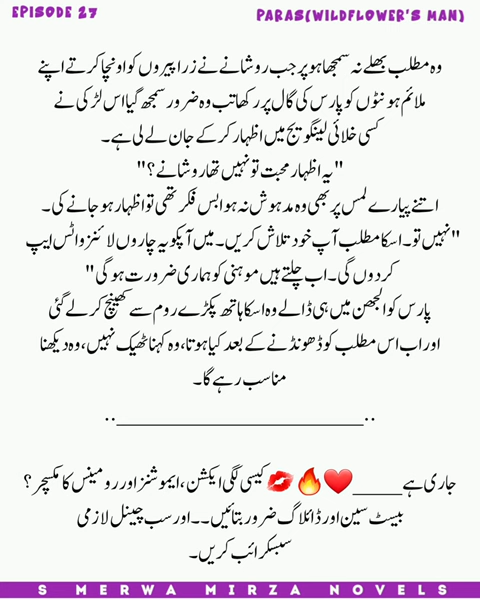 EPISODE 27
PARAS(WILDFLOWER'S MAN)
وہ مطلب بھلے نہ سمجھا ہو پر جب روشانے نے زرا پیروں کو اونچا کرتے اپنے
ملائم ہونٹوں کو پارس کی گال پر رکھا تب وہ ضرور سمجھ گیا اس لڑکی نے
کسی خلائی لینگویج میں اظہار کر کے جان لے لی ہے۔
"یہ اظہار محبت تو نہیں تھا روشانے؟"
اتنے پیارے لمس پر بھی وہ مدہوش نہ ہوا بس فکر تھی تو اظہار ہو جانے کی۔
"نہیں تو۔ اسکا مطلب آپ خود تلاش کریں۔ میں آپکو یہ چاروں لائنز واٹس ایپ
کر دوں گی۔ اب چلتے ہیں موہنی کو ہماری ضرورت ہو گی"
پارس کو الجھن میں ہی ڈالے وہ اسکا ہاتھ پکڑے روم سے کھینچ کر لے گئی
اور اب اس مطلب کو ڈھونڈنے کے بعد کیا ہوتا، وہ کہنا ٹھیک نہیں، وہ دیکھنا
مناسب رہے گا۔
..______________________..
جاری ہے_____❤️🔥💋کیسی لگی ایکشن، ایموشنز اور رومینس کا مکسچر؟
بیسٹ سین اور ڈائلاگ ضرور بتائیں۔۔اور سب چینل لازمی
سبسکرائب کریں۔
S MERWA MIRZA NOVELS